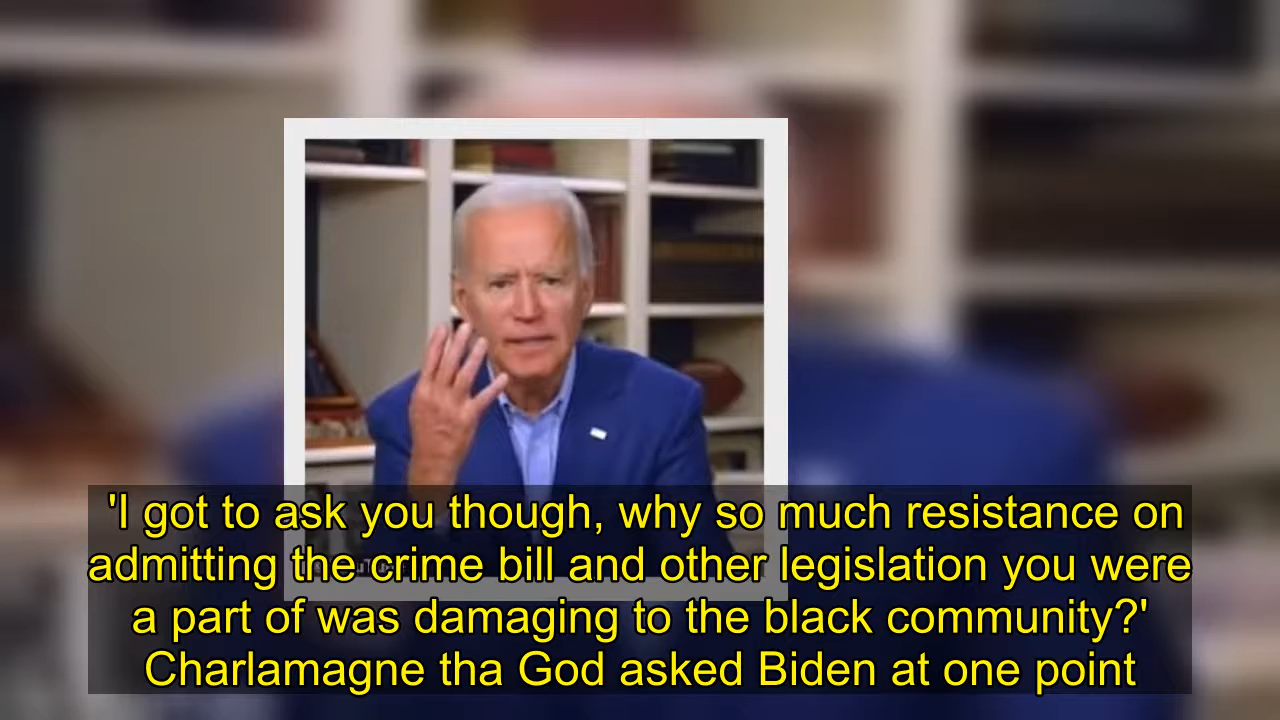 'I got to ask you though, why so much resistance on
admitting the crime bill and other legislation you were
a part of was damaging to the black community?'
Charlamagne tha God asked Biden at one point